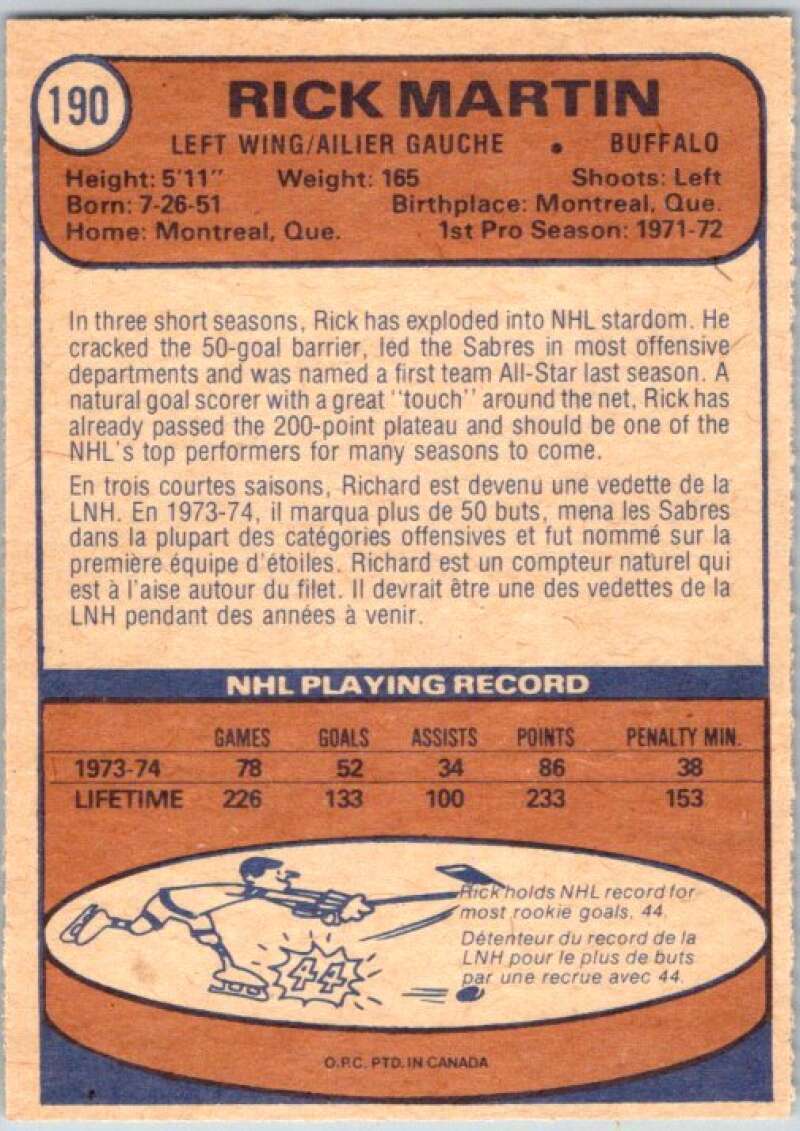 190
RICK MARTIN
LEFT WING/AILIER GAUCHE • BUFFALO
Height: 5'11" Weight: 165 Shoots: Left
Born: 7-26-51 Birthplace: Montreal, Que.
Home: Montreal, Que. 1st Pro Season: 1971-72
In three short seasons, Rick has exploded into NHL stardom. He
cracked the 50-goal barrier, led the Sabres in most offensive
departments and was named a first team All-Star last season. A
natural goal scorer with a great "touch" around the net, Rick has
already passed the 200-point plateau and should be one of the
NHL's top performers for many seasons to come.
En trois courtes saisons, Richard est devenu une vedette de la
LNH. En 1973-74, il marqua plus de 50 buts, mena les Sabres
dans la plupart des catégories offensives et fut nommé sur la
première équipe d'étoiles. Richard est un compteur naturel qui
est à l'aise autour du filet. Il devrait être une des vedettes de la
LNH pendant des années à venir.
NHL PLAYING RECORD
GAMES GOALS ASSISTS POINTS PENALTY MIN.
1973-74 78 52 34 86 38
LIFETIME 226 133 100 233 153
Rick holds NHL record for
most rookie goals, 44.
Détenteur du record de la
LNH pour le plus de buts
par une recrue avec 44.
44
O.P.C. PTD. IN CANADA